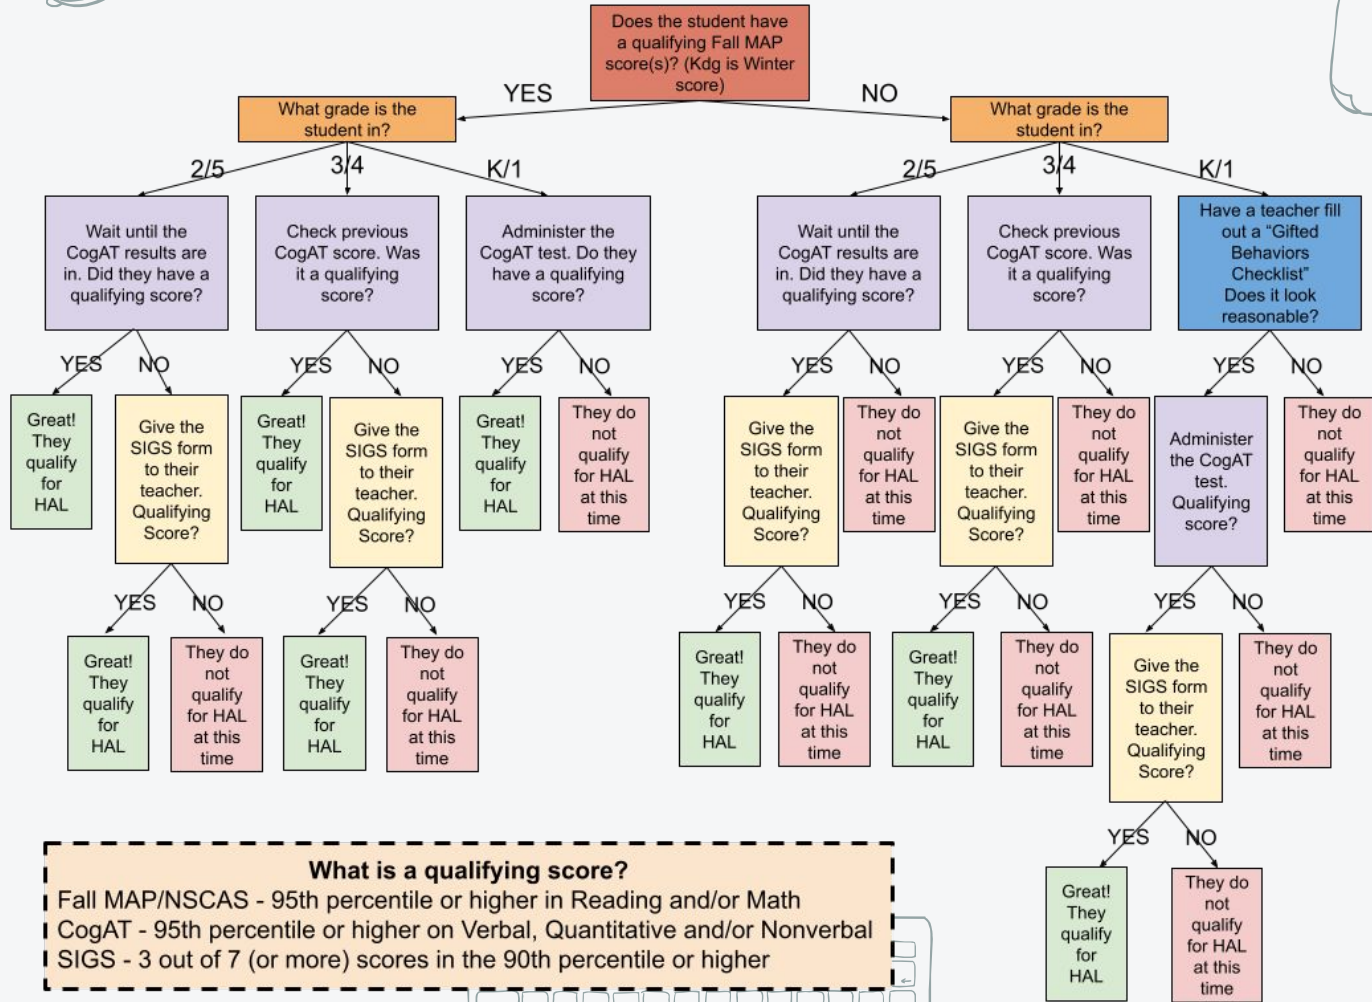 Does the student have
a qualifying Fall MAP
score(s)? (Kdg is Winter
score)
YES
NO
What grade is the
student in?
What grade is the
student in?
2/5
3/4
K/1
2/5
3/4
K/1
Wait until the
CogAT results are
in. Did they have a
qualifying score?
Check previous
CogAT score. Was
it a qualifying
score?
Administer the
CogAT test. Do they
have a qualifying
score?
Wait until the
CogAT results are
in. Did they have a
qualifying score?
Check previous
CogAT score. Was
it a qualifying
score?
Have a teacher fill
out a “Gifted
Behaviors
Checklist”
Does it look
reasonable?
YES
NO
YES
NO
YES
NO
YES
NO
YES
NO
YES
NO
Great!
They
qualify
for
HAL
Give the
SIGS form
to their
teacher.
Qualifying
Score?
Great!
They
qualify
for
HAL
Give the
SIGS form
to their
teacher.
Qualifying
Score?
Great!
They
qualify
for
HAL
They do
not
qualify
for HAL
at this
time
Give the
SIGS form
to their
teacher.
Qualifying
Score?
They do
not
qualify
for HAL
at this
time
Give the
SIGS form
to their
teacher.
Qualifying
Score?
They do
not
qualify
for HAL
at this
time
Administer
the CogAT
test.
Qualifying
score?
They do
not
qualify
for HAL
at this
time
YES
NO
YES
NO
YES
NO
YES
NO
YES
NO
Great!
They
qualify
for
HAL
They do
not
qualify
for HAL
at this
time
Great!
They
qualify
for
HAL
They do
not
qualify
for HAL
at this
time
Great!
They
qualify
for
HAL
They do
not
qualify
for HAL
at this
time
Great!
They
qualify
for
HAL
They do
not
qualify
for HAL
at this
time
Give the
SIGS form
to their
teacher.
Qualifying
Score?
They do
not
qualify
for HAL
at this
time
YES
NO
Great!
They
qualify
for
HAL
They do
not
qualify
for HAL
at this
time
What is a qualifying score?
Fall MAP/NSCAS - 95th percentile or higher in Reading and/or Math
CogAT - 95th percentile or higher on Verbal, Quantitative and/or Nonverbal
SIGS - 3 out of 7 (or more) scores in the 90th percentile or higher